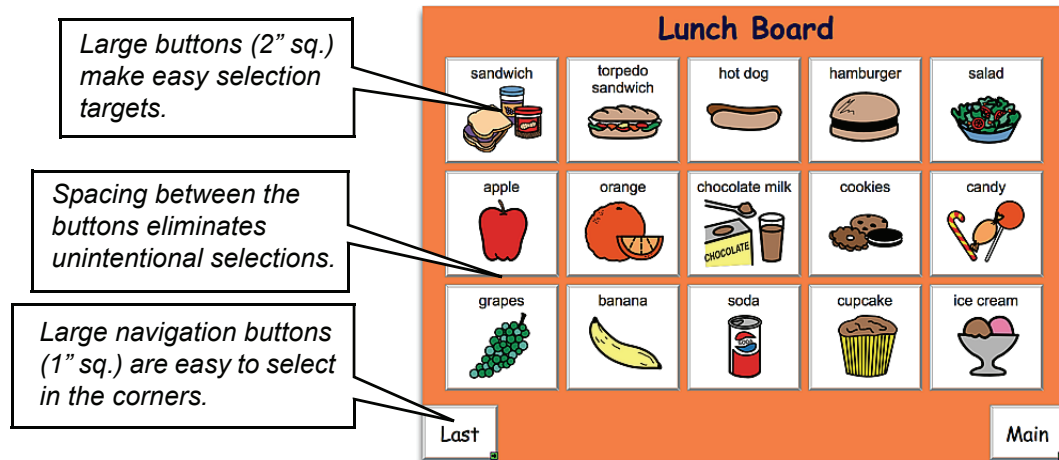 Large buttons (2” sq.)
make easy selection
targets.
Spacing between the
buttons eliminates
unintentional selections.
Large navigation buttons
(1” sq.) are easy to select
in the corners.
Lunch Board
sandwich
torpedo
sandwich
hot dog
hamburger
salad
apple
orange
chocolate milk
CHOCOLATE
cookies
candy
grapes
banana
soda
SODA
cupcake
ice cream
Last
Main